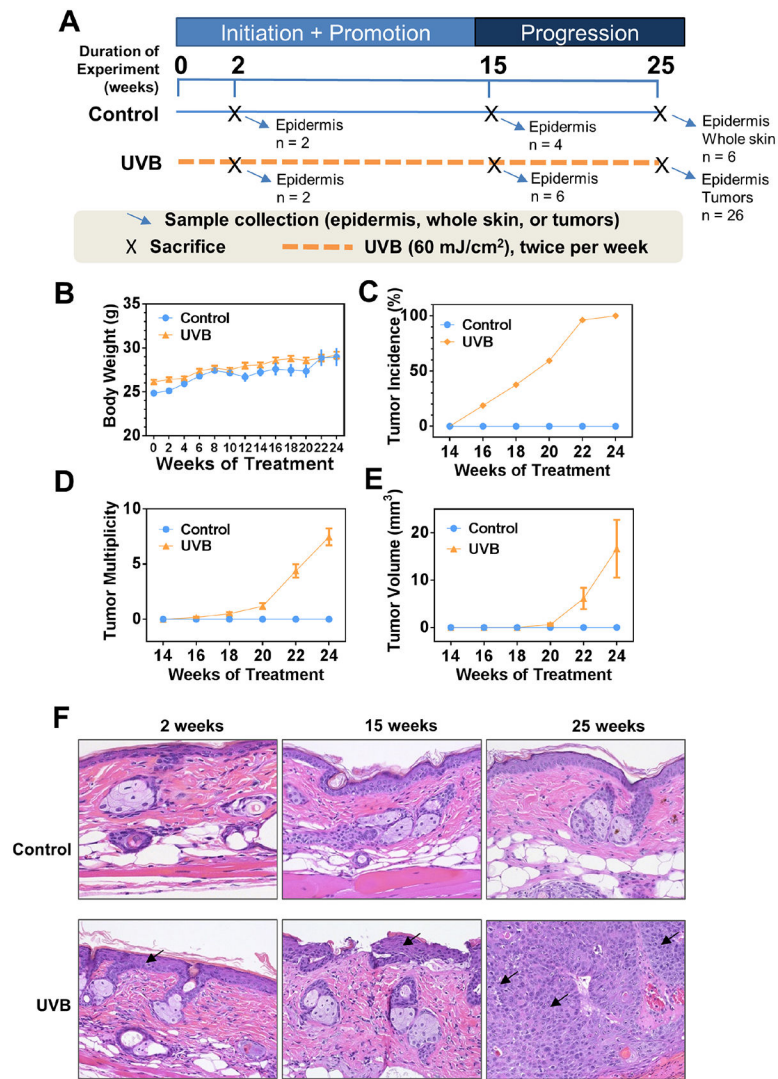 A
Initiation + Promotion
Progression
Duration of
Experiment
(weeks)
0
2
15
25
Control
Epidermis
n = 2
Epidermis
n = 4
Epidermis
Whole skin
n = 6
UVB
Epidermis
n = 2
Epidermis
n = 6
Epidermis
Tumors
n = 26
Sample collection (epidermis, whole skin, or tumors)
X Sacrifice
UVB (60 mJ/cm²), twice per week
B
Body Weight (g)
35
30
25
20
Control
UVB
0 2 4 6 8 10 12 14 16 18 20 22 24
Weeks of Treatment
C
Tumor Incidence (%)
100
50
0
Control
UVB
14 16 18 20 22 24
Weeks of Treatment
D
Tumor Multiplicity
10
5
0
Control
UVB
14 16 18 20 22 24
Weeks of Treatment
E
Tumor Volume (mm³)
20
10
0
Control
UVB
14 16 18 20 22 24
Weeks of Treatment
F
2 weeks
15 weeks
25 weeks
Control
UVB